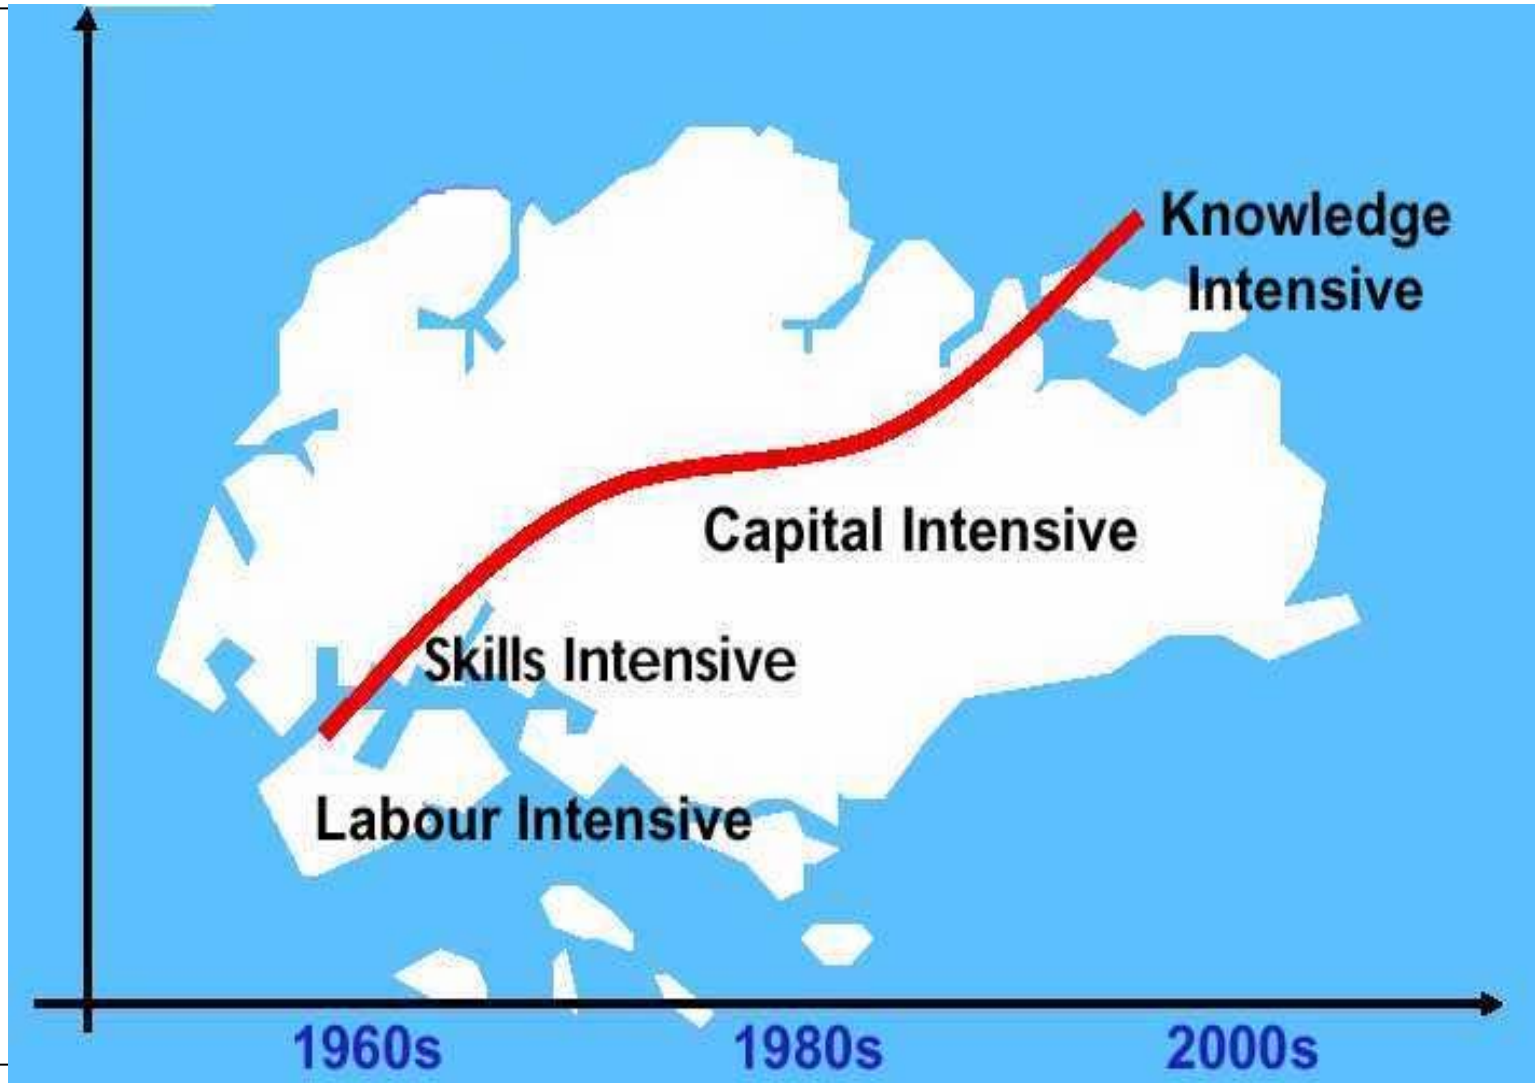 Knowledge
Intensive
Capital Intensive
Skills Intensive
Labour Intensive
1960s 1980s 2000s